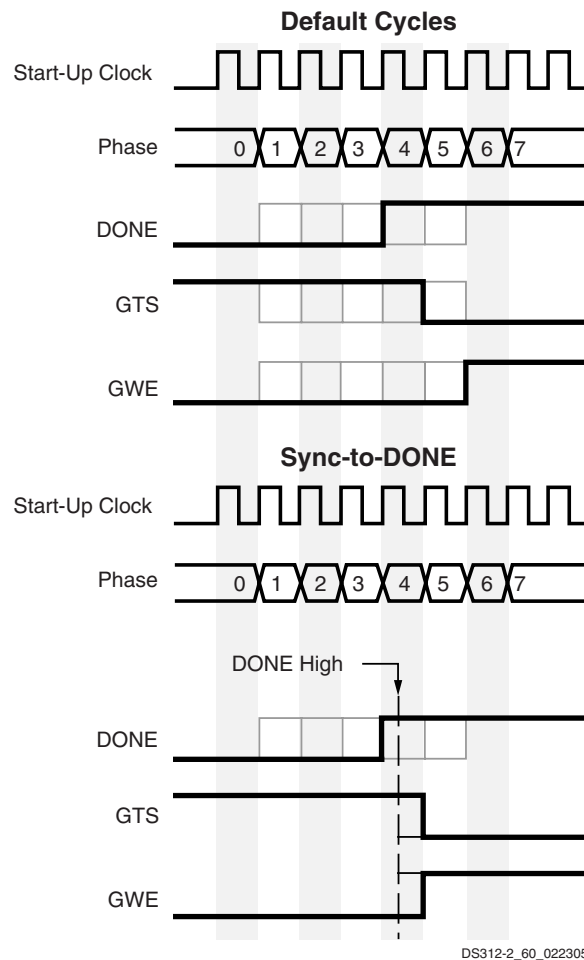 Default Cycles
Start-Up Clock
Phase 0 1 2 3 4 5 6 7
DONE
GTS
GWE
Sync-to-DONE
Start-Up Clock
Phase 0 1 2 3 4 5 6 7
DONE High
DONE
GTS
GWE
DS312-2_60_022305